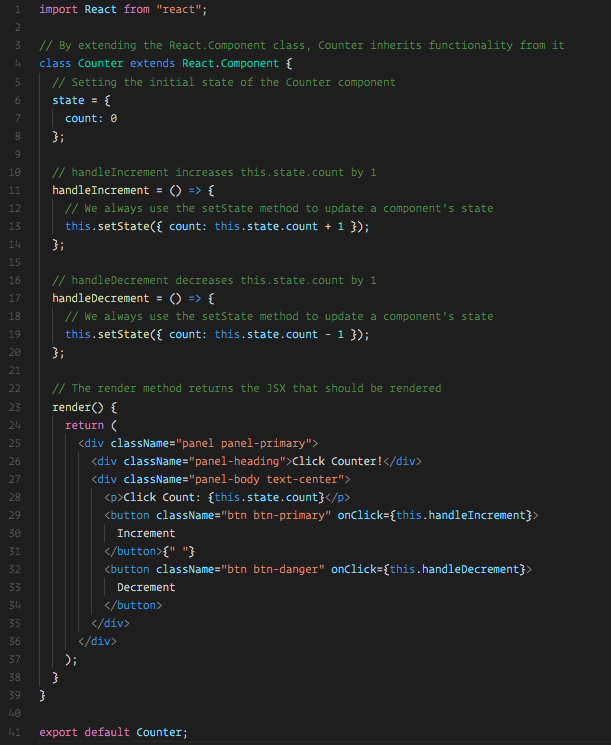 1 import React from "react";
2
3 // By extending the React.Component class, Counter inherits functionality from it
4 class Counter extends React.Component {
5   // Setting the initial state of the Counter component
6   state = {
7     count: 0
8   };
9
10   // handleIncrement increases this.state.count by 1
11   handleIncrement = () => {
12     // We always use the setState method to update a component's state
13     this.setState({ count: this.state.count + 1 });
14   };
15
16   // handleDecrement decreases this.state.count by 1
17   handleDecrement = () => {
18     // We always use the setState method to update a component's state
19     this.setState({ count: this.state.count - 1 });
20   };
21
22   // The render method returns the JSX that should be rendered
23   render() {
24     return (
25       <div className="panel panel-primary">
26         <div className="panel-heading">Click Counter!</div>
27         <div className="panel-body text-center">
28           <p>Click Count: {this.state.count}</p>
29           <button className="btn btn-primary" onClick={this.handleIncrement}>
30             Increment
31           </button>{" "}
32           <button className="btn btn-danger" onClick={this.handleDecrement}>
33             Decrement
34           </button>
35         </div>
36       </div>
37     );
38   }
39 }
40
41 export default Counter;